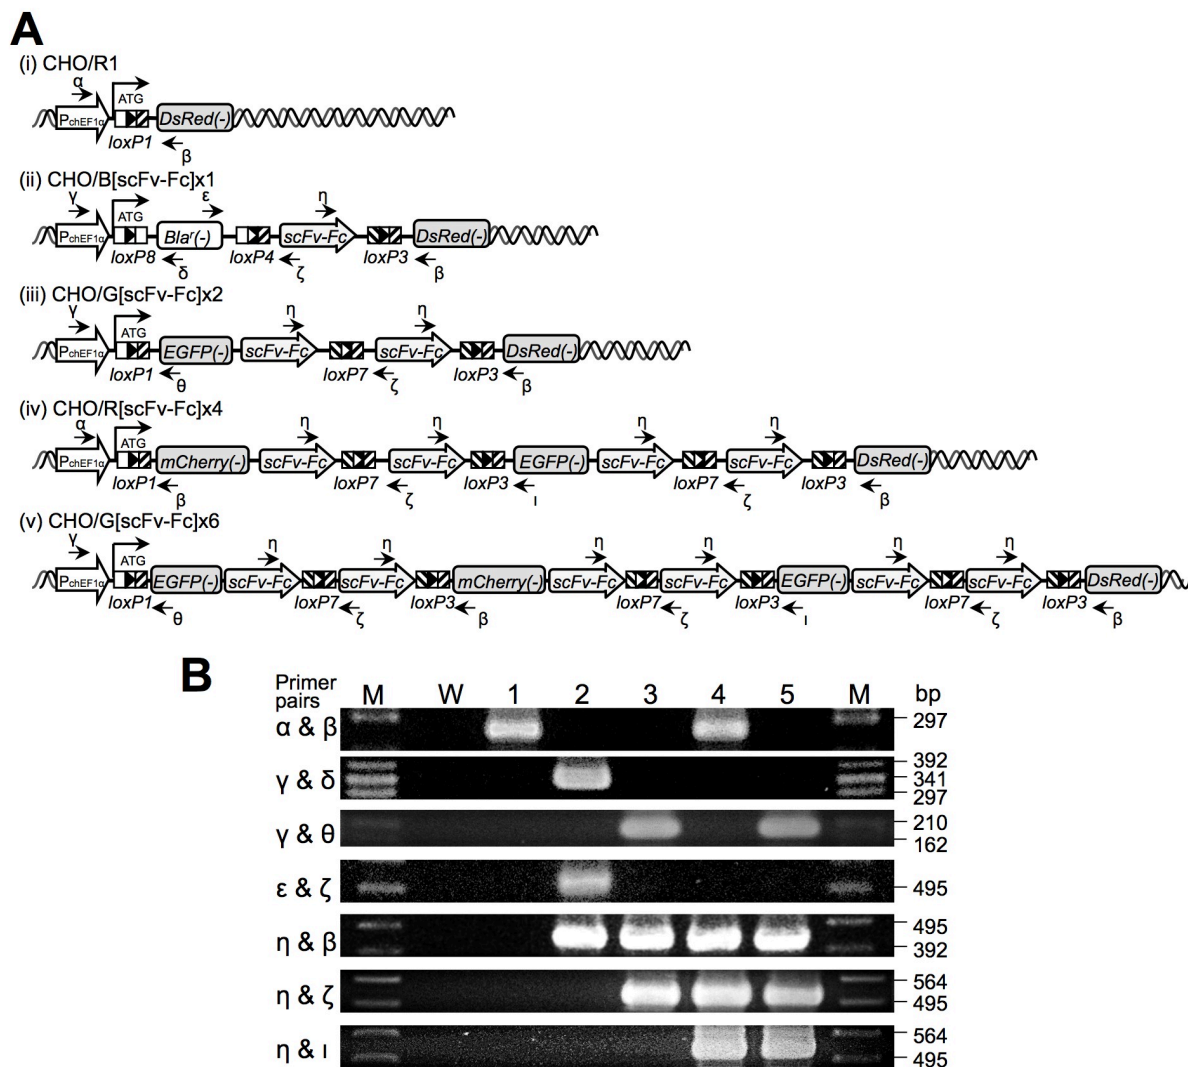 A
(i) CHO/R1
α
ATG
PchEF1α
DsRed(-)
loxP1
β
(ii) CHO/B[scFv-Fc]x1
γ ε η
ATG
PchEF1α Blaʳ(-) scFv-Fc DsRed(-)
loxP8 loxP4 loxP3
δ ζ β
(iii) CHO/G[scFv-Fc]x2
γ η η
ATG
PchEF1α EGFP(-) scFv-Fc scFv-Fc DsRed(-)
loxP1 loxP7 loxP3
θ ζ β
(iv) CHO/R[scFv-Fc]x4
α η η η η
ATG
PchEF1α mCherry(-) scFv-Fc scFv-Fc EGFP(-) scFv-Fc scFv-Fc DsRed(-)
loxP1 loxP7 loxP3 loxP7 loxP3
β ζ ι ζ β
(v) CHO/G[scFv-Fc]x6
γ η η η η η η
ATG
PchEF1α EGFP(-) scFv-Fc scFv-Fc mCherry(-) scFv-Fc scFv-Fc EGFP(-) scFv-Fc scFv-Fc DsRed(-)
loxP1 loxP7 loxP3 loxP7 loxP3 loxP7 loxP3
θ ζ β ζ ι ζ β
B
Primer
pairs M W 1 2 3 4 5 M bp
α & β 297
γ & δ 392
341
297
γ & θ 210
162
ε & ζ 495
η & β 495
392
η & ζ 564
495
η & ι 564
495